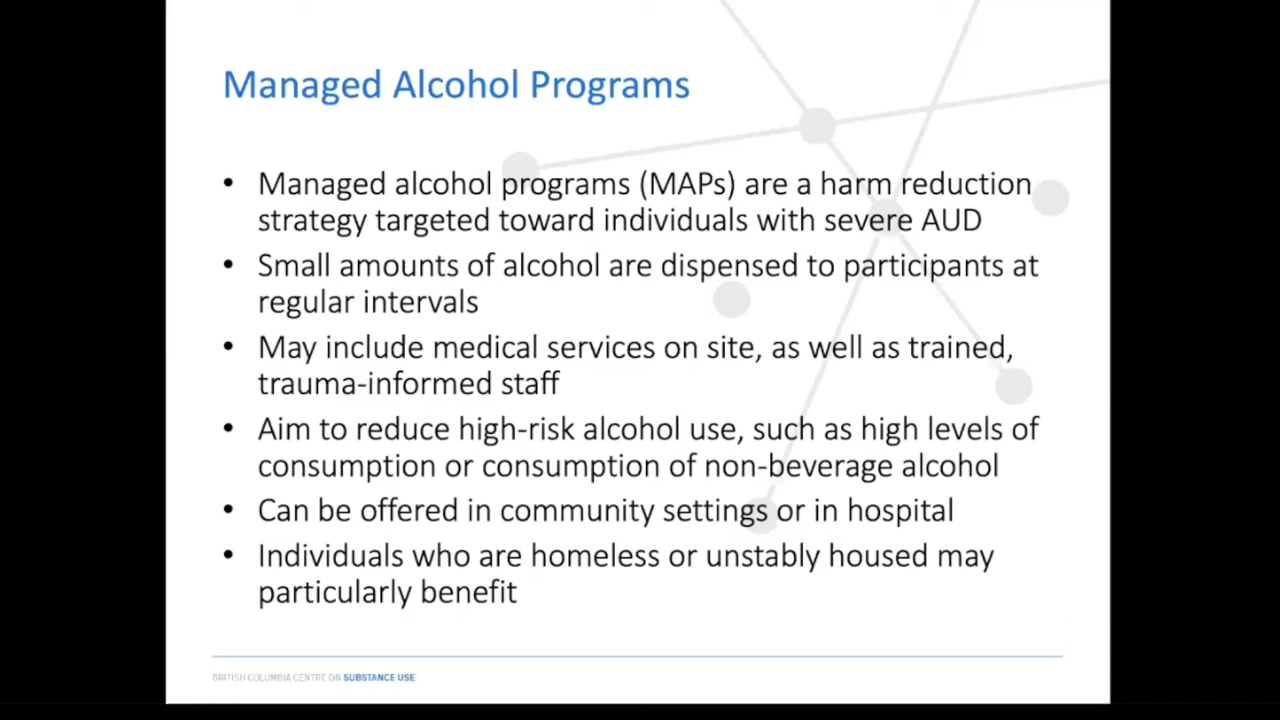 Managed Alcohol Programs
• Managed alcohol programs (MAPs) are a harm reduction
strategy targeted toward individuals with severe AUD
• Small amounts of alcohol are dispensed to participants at
regular intervals
• May include medical services on site, as well as trained,
trauma-informed staff
• Aim to reduce high-risk alcohol use, such as high levels of
consumption or consumption of non-beverage alcohol
• Can be offered in community settings or in hospital
• Individuals who are homeless or unstably housed may
particularly benefit
BRITISH COLUMBIA CENTRE ON SUBSTANCE USE